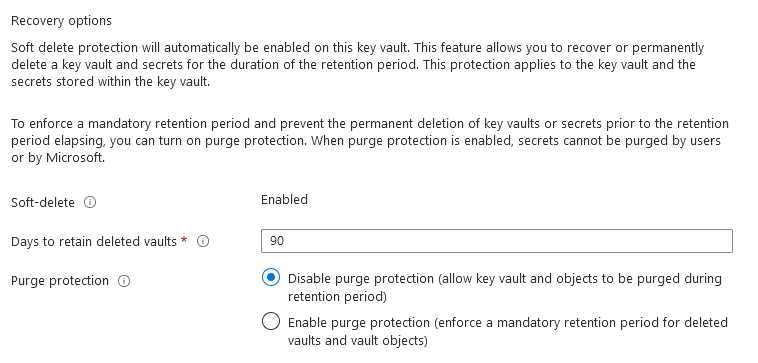 Recovery options
Soft delete protection will automatically be enabled on this key vault. This feature allows you to recover or permanently
delete a key vault and secrets for the duration of the retention period. This protection applies to the key vault and the
secrets stored within the key vault.
To enforce a mandatory retention period and prevent the permanent deletion of key vaults or secrets prior to the retention
period elapsing, you can turn on purge protection. When purge protection is enabled, secrets cannot be purged by users
or by Microsoft.
Soft-delete Enabled
Days to retain deleted vaults * 90
Purge protection Disable purge protection (allow key vault and objects to be purged during
retention period)
Enable purge protection (enforce a mandatory retention period for deleted
vaults and vault objects)